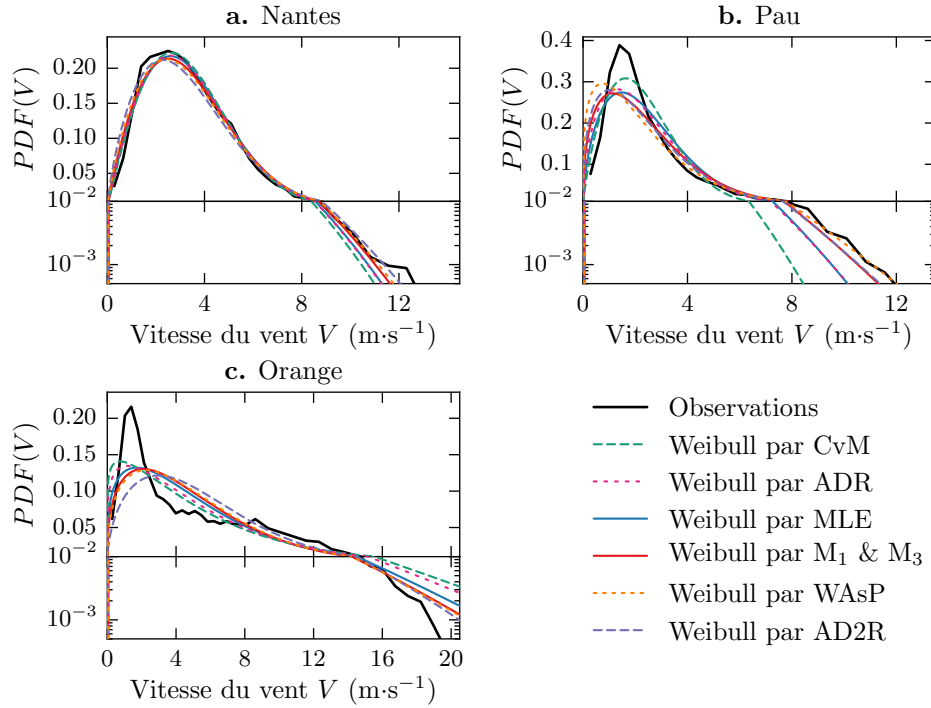 a. Nantes
PDF(V)
0.20
0.15
0.10
0.05
10⁻²
10⁻³
0 4 8 12
Vitesse du vent V (m·s⁻¹)
b. Pau
PDF(V)
0.4
0.3
0.2
0.1
10⁻²
10⁻³
0 4 8 12
Vitesse du vent V (m·s⁻¹)
c. Orange
PDF(V)
0.20
0.15
0.10
0.05
10⁻²
10⁻³
0 4 8 12 16 20
Vitesse du vent V (m·s⁻¹)
Observations
Weibull par CvM
Weibull par ADR
Weibull par MLE
Weibull par M₁ & M₃
Weibull par WAsP
Weibull par AD2R